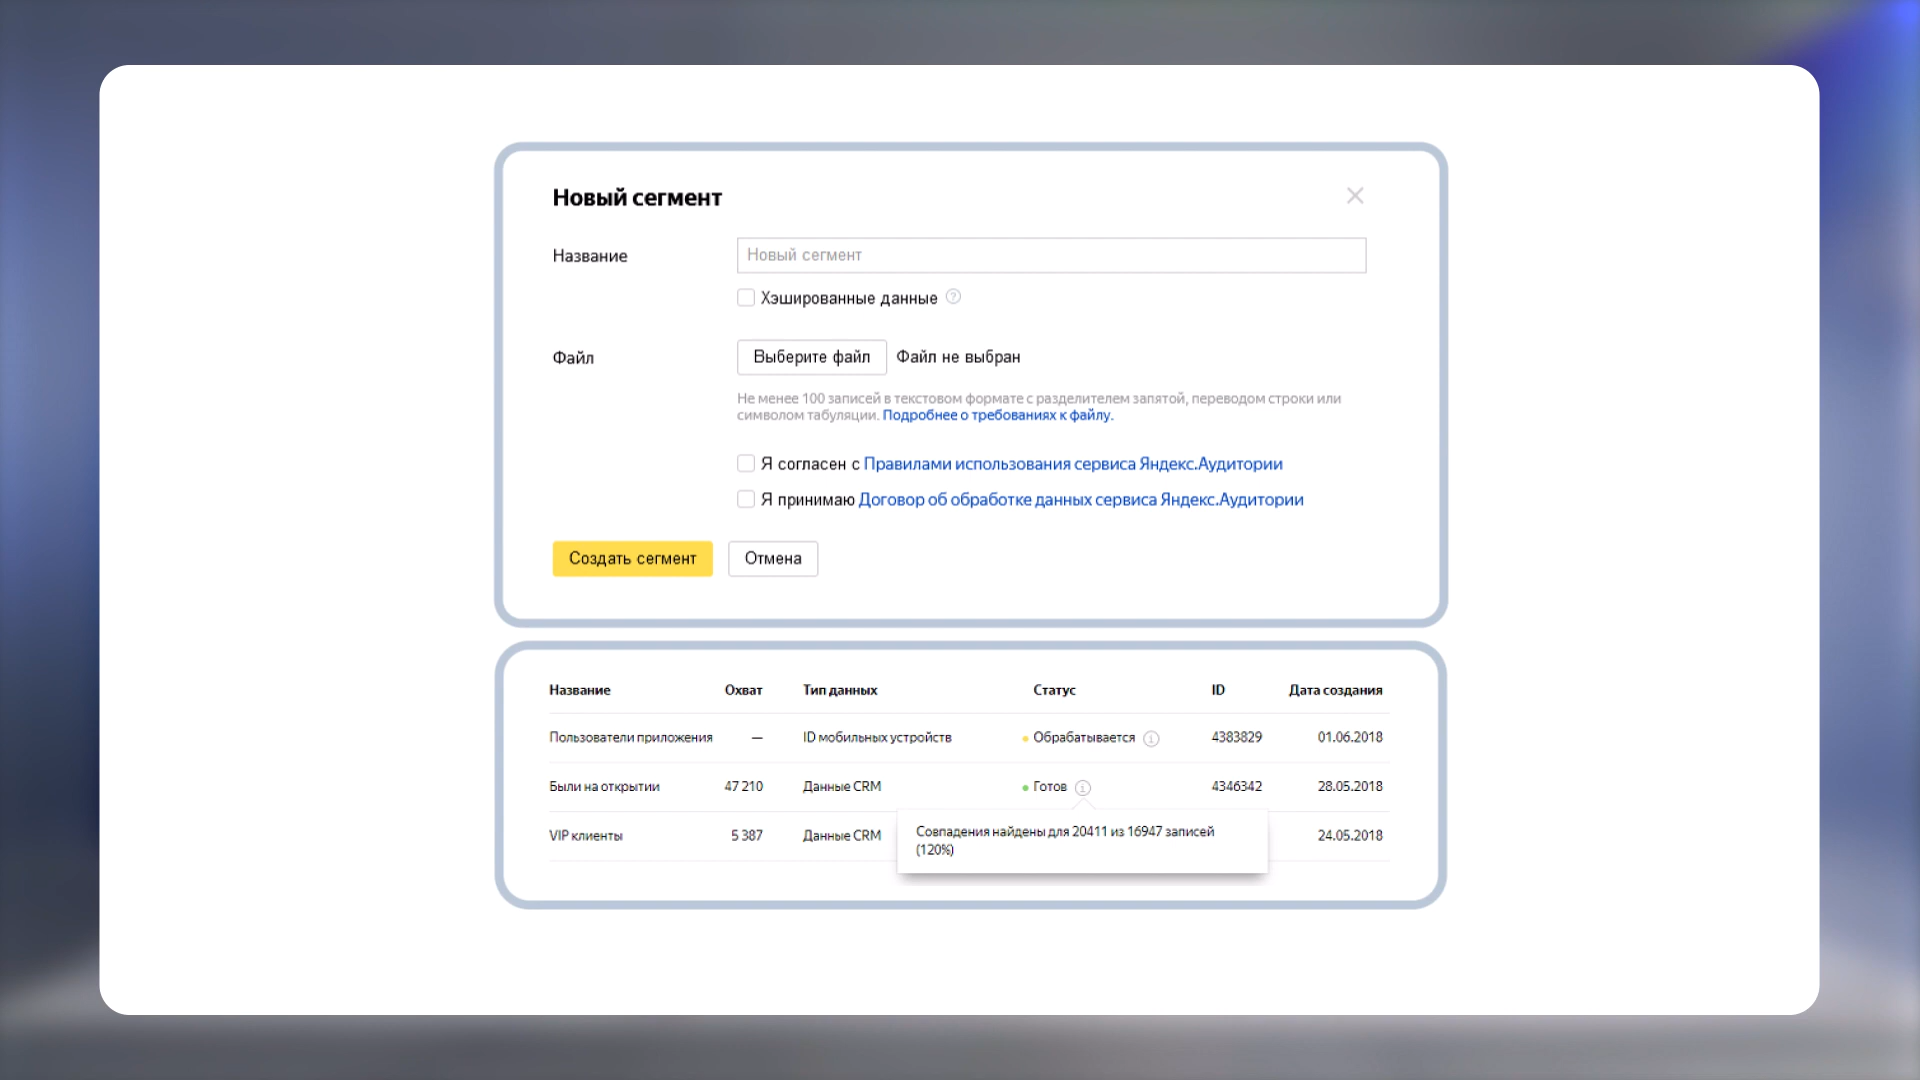 Новый сегмент
Название
Новый сегмент
Хэшированные данные
Файл
Выберите файл Файл не выбран
Не менее 100 записей в текстовом формате с разделителем запятой, переводом строки или
символом табуляции. Подробнее о требованиях к файлу.
Я согласен с Правилами использования сервиса Яндекс.Аудитории
Я принимаю Договор об обработке данных сервиса Яндекс.Аудитории
Создать сегмент Отмена
Название Охват Тип данных Статус ID Дата создания
Пользователи приложения — ID мобильных устройств Обрабатывается 4383829 01.06.2018
Были на открытии 47 210 Данные CRM Готов 4346342 28.05.2018
VIP клиенты 5 387 Данные CRM 24.05.2018
Совпадения найдены для 20411 из 16947 записей
(120%)